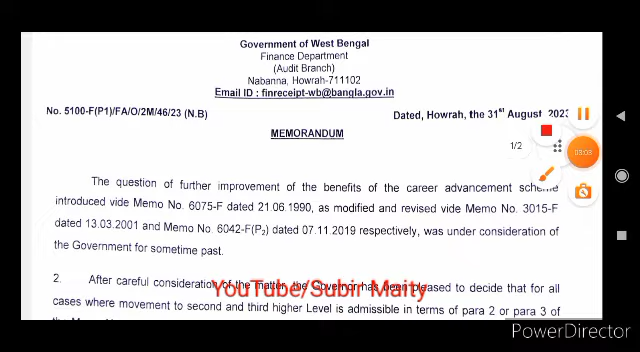 Government of West Bengal
Finance Department
(Audit Branch)
Nabanna, Howrah-711102
Email ID : finreceipt-wb@bangla.gov.in
No. 5100-F(P1)/FA/O/2M/46/23 (N.B)
Dated, Howrah, the 31st August, 2023
MEMORANDUM
1/2
03:03
The question of further improvement of the benefits of the career advancement scheme
introduced vide Memo No. 6075-F dated 21.06.1990, as modified and revised vide Memo No. 3015-F
dated 13.03.2001 and Memo No. 6042-F(P₂) dated 07.11.2019 respectively, was under consideration of
the Government for sometime past.
2. After careful consideration of the matter, the Governor has been pleased to decide that for all
YouTube/Subir Maity
cases where movement to second and third higher Level is admissible in terms of para 2 or para 3 of
PowerDirector